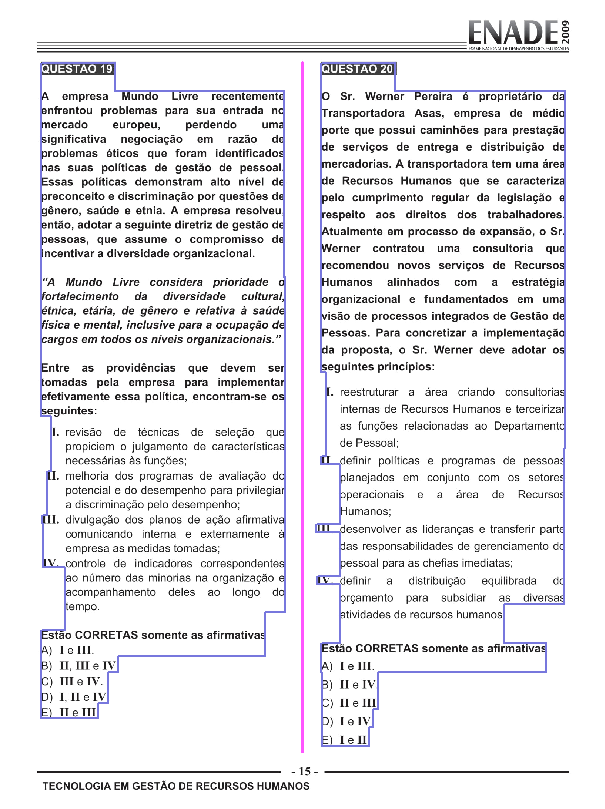 ENADE 2009
EXAME NACIONAL DE DESEMPENHO DOS ESTUDANTES
QUESTÃO 19
A empresa Mundo Livre recentemente
enfrentou problemas para sua entrada no
mercado europeu, perdendo uma
significativa negociação em razão de
problemas éticos que foram identificados
nas suas políticas de gestão de pessoal.
Essas políticas demonstram alto nível de
preconceito e discriminação por questões de
gênero, saúde e etnia. A empresa resolveu,
então, adotar a seguinte diretriz de gestão de
pessoas, que assume o compromisso de
incentivar a diversidade organizacional.
"A Mundo Livre considera prioridade o
fortalecimento da diversidade cultural,
étnica, etária, de gênero e relativa à saúde
física e mental, inclusive para a ocupação de
cargos em todos os níveis organizacionais."
Entre as providências que devem ser
tomadas pela empresa para implementar
efetivamente essa política, encontram-se os
seguintes:
I. revisão de técnicas de seleção que
propiciem o julgamento de características
necessárias às funções;
II. melhoria dos programas de avaliação do
potencial e do desempenho para privilegiar
a discriminação pelo desempenho;
III. divulgação dos planos de ação afirmativa
comunicando interna e externamente à
empresa as medidas tomadas;
IV. controle de indicadores correspondentes
ao número das minorias na organização e
acompanhamento deles ao longo do
tempo.
Estão CORRETAS somente as afirmativas
A) I e III.
B) II, III e IV
C) III e IV.
D) I, II e IV
E) II e III
QUESTÃO 20
O Sr. Werner Pereira é proprietário da
Transportadora Asas, empresa de médio
porte que possui caminhões para prestação
de serviços de entrega e distribuição de
mercadorias. A transportadora tem uma área
de Recursos Humanos que se caracteriza
pelo cumprimento regular da legislação e
respeito aos direitos dos trabalhadores.
Atualmente em processo de expansão, o Sr.
Werner contratou uma consultoria que
recomendou novos serviços de Recursos
Humanos alinhados com a estratégia
organizacional e fundamentados em uma
visão de processos integrados de Gestão de
Pessoas. Para concretizar a implementação
da proposta, o Sr. Werner deve adotar os
seguintes princípios:
I. reestruturar a área criando consultorias
internas de Recursos Humanos e terceirizar
as funções relacionadas ao Departamento
de Pessoal;
II. definir políticas e programas de pessoas
planejados em conjunto com os setores
operacionais e a área de Recursos
Humanos;
III. desenvolver as lideranças e transferir parte
das responsabilidades de gerenciamento do
pessoal para as chefias imediatas;
IV. definir a distribuição equilibrada do
orçamento para subsidiar as diversas
atividades de recursos humanos
Estão CORRETAS somente as afirmativas
A) I e III.
B) II e IV
C) II e III
D) I e IV
E) I e II
- 15 -
TECNOLOGIA EM GESTÃO DE RECURSOS HUMANOS